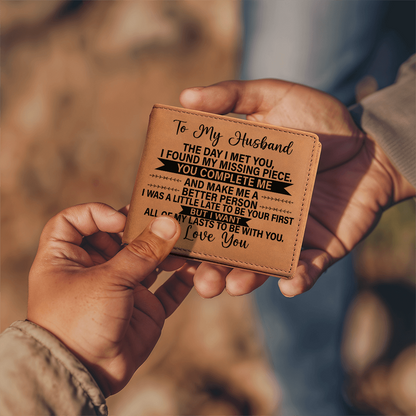 To My Husband
THE DAY I MET YOU,
I FOUND MY MISSING PIECE.
YOU COMPLETE ME
AND MAKE ME A
BETTER PERSON
I WAS A LITTLE LATE TO BE YOUR FIRST
BUT I WANT
ALL OF MY LASTS TO BE WITH YOU.
Love You